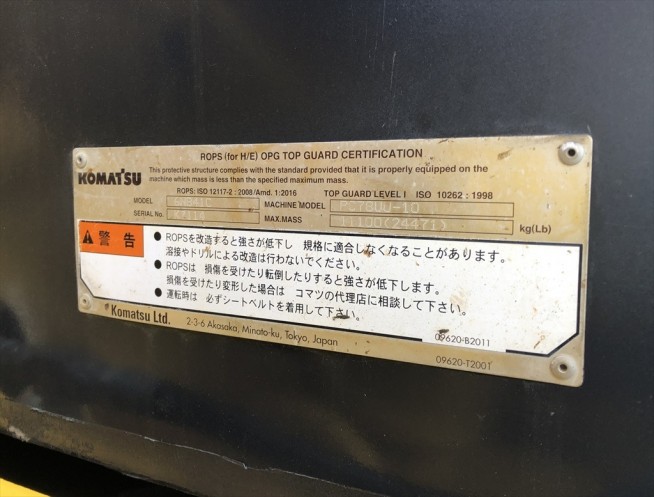 ROPS (for H/E) OPG TOP GUARD CERTIFICATION
KOMATSU
This protective structure complies with the standard provided that it is properly equipped on the
machine which mass is less than the specified maximum mass.
ROPS: ISO 12117-2 : 2008/Amd. 1:2016 TOP GUARD LEVEL I ISO 10262 : 1998
MODEL MACHINE MODEL PC78UU-10
SERIAL No. MAX.MASS 11100(24471) kg(Lb)
警告
● ROPSを改造すると強さが低下し 規格に適合しなくなることがあります。
溶接やドリルによる改造は行わないでください。
● ROPSは 損傷を受けたり転倒したりすると強さが低下します。
損傷を受けたり変形した場合は コマツの代理店に相談して下さい。
● 運転時は 必ずシートベルトを着用して下さい。
09620-B2011
Komatsu Ltd. 2-3-6 Akasaka, Minato-ku, Tokyo, Japan
09620-T2001